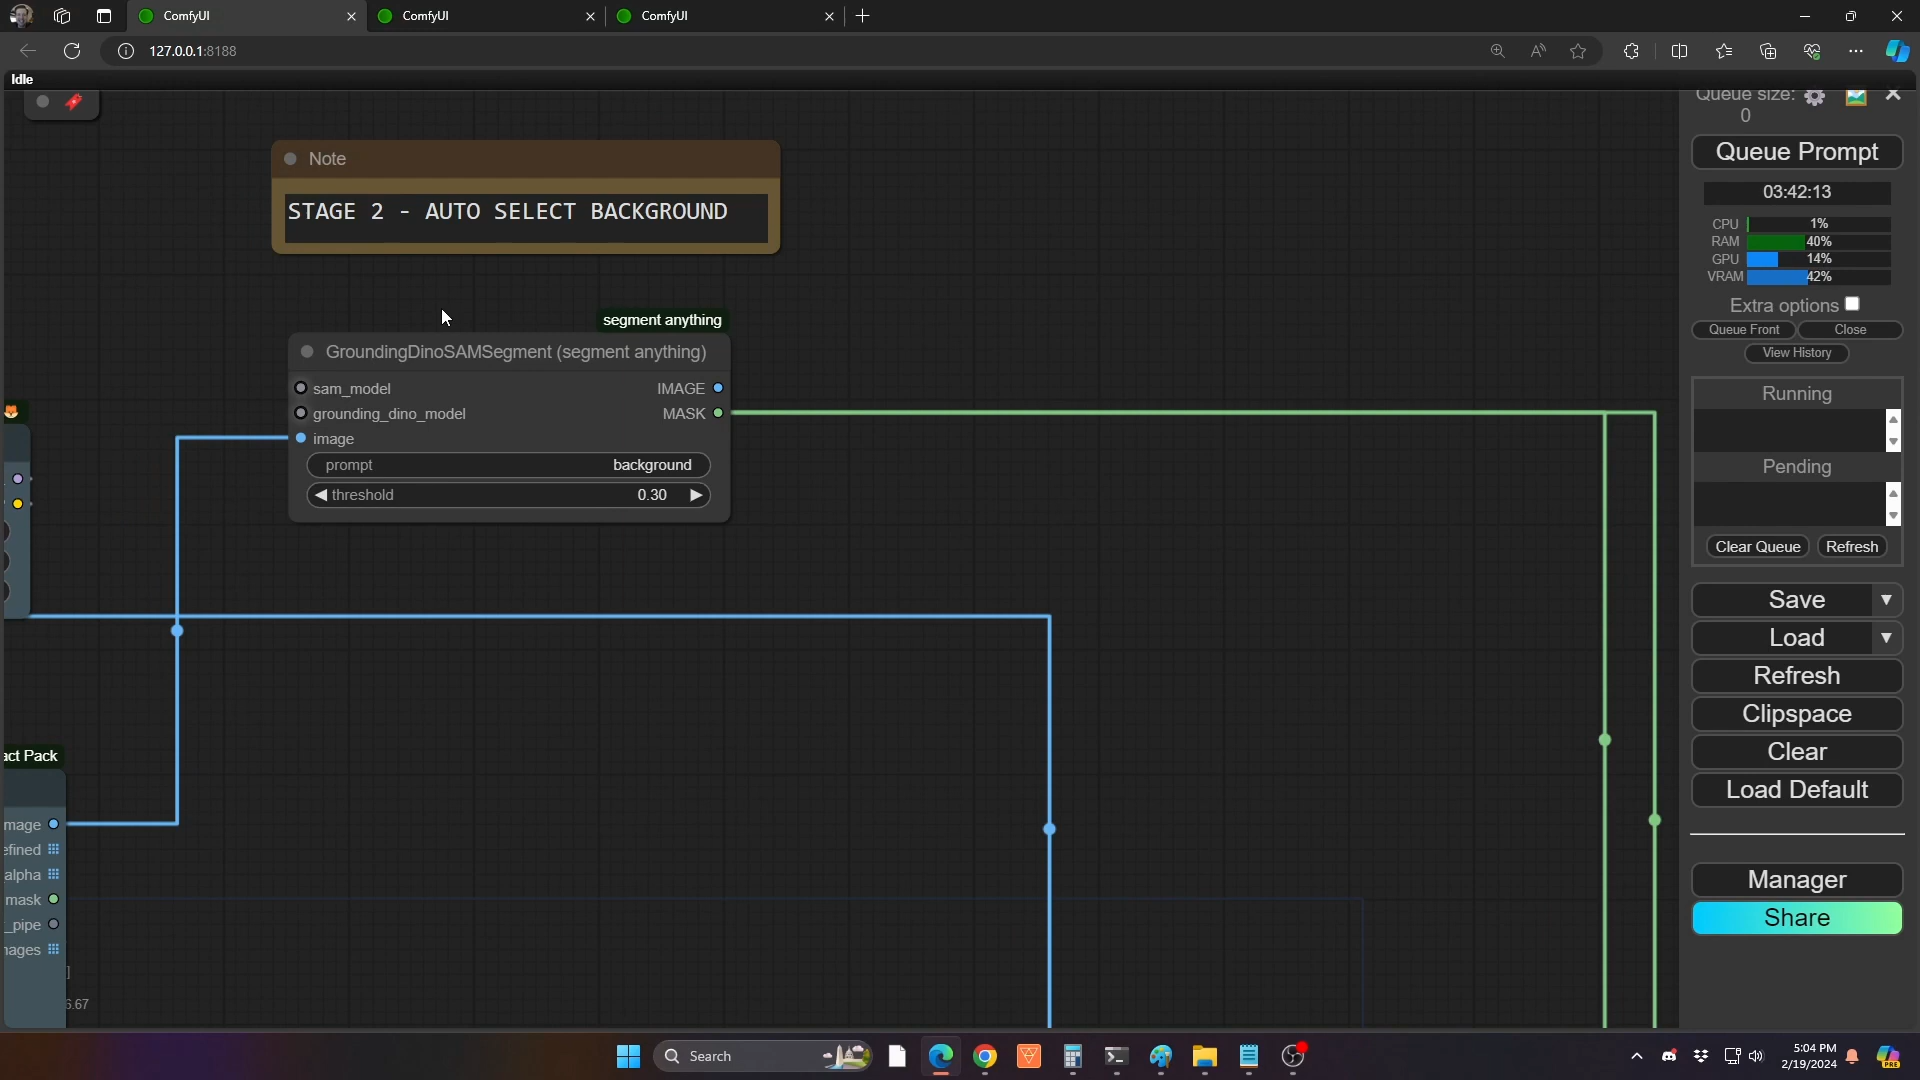 ComfyUI
ComfyUI
ComfyUI
127.0.0.1:8188
Idle
Note
STAGE 2 - AUTO SELECT BACKGROUND
segment anything
GroundingDinoSAMSegment (segment anything)
sam_model IMAGE
grounding_dino_model MASK
image
prompt background
threshold 0.30
act Pack
mage
efined
alpha
mask
_pipe
nages
]
6.67
Queue size:
0
Queue Prompt
03:42:13
CPU 1%
RAM 40%
GPU 14%
VRAM 42%
Extra options
Queue Front Close
View History
Running
Pending
Clear Queue Refresh
Save
Load
Refresh
Clipspace
Clear
Load Default
Manager
Share
Search
5:04 PM
2/19/2024
PRE